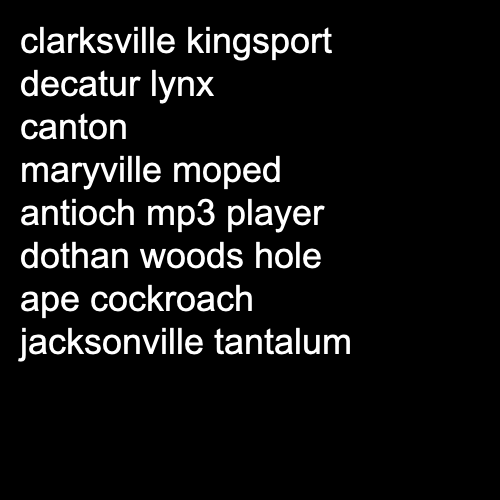 clarksville kingsport
decatur lynx
canton
maryville moped
antioch mp3 player
dothan woods hole
ape cockroach
jacksonville tantalum